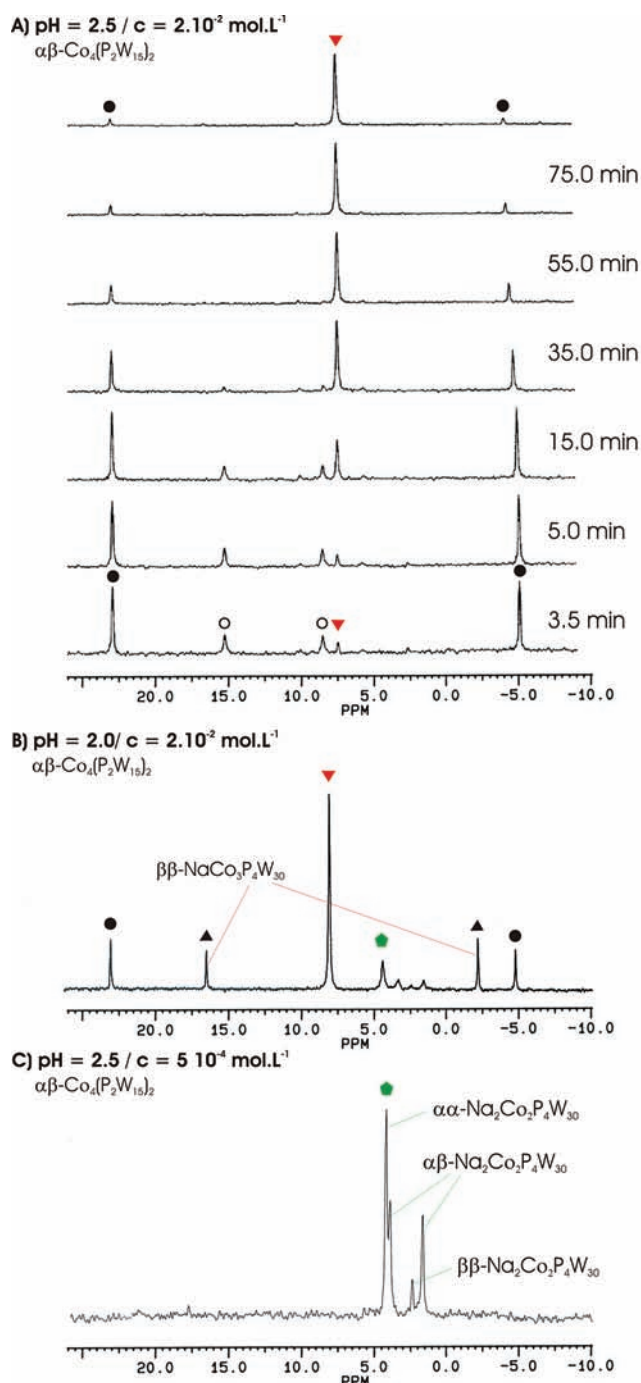 A) pH = 2.5 / c = 2.10⁻² mol.L⁻¹
αβ-Co₄(P₂W₁₅)₂
75.0 min
55.0 min
35.0 min
15.0 min
5.0 min
3.5 min
20.0 15.0 10.0 5.0 0.0 -5.0 -10.0
PPM
B) pH = 2.0/ c = 2.10⁻² mol.L⁻¹
αβ-Co₄(P₂W₁₅)₂
ββ-NaCo₃P₄W₃₀
20.0 15.0 10.0 5.0 0.0 -5.0 -10.0
PPM
C) pH = 2.5 / c = 5 10⁻⁴ mol.L⁻¹
αβ-Co₄(P₂W₁₅)₂
αα-Na₂Co₂P₄W₃₀
αβ-Na₂Co₂P₄W₃₀
ββ-Na₂Co₂P₄W₃₀
20.0 15.0 10.0 5.0 0.0 -5.0 -10.0
PPM